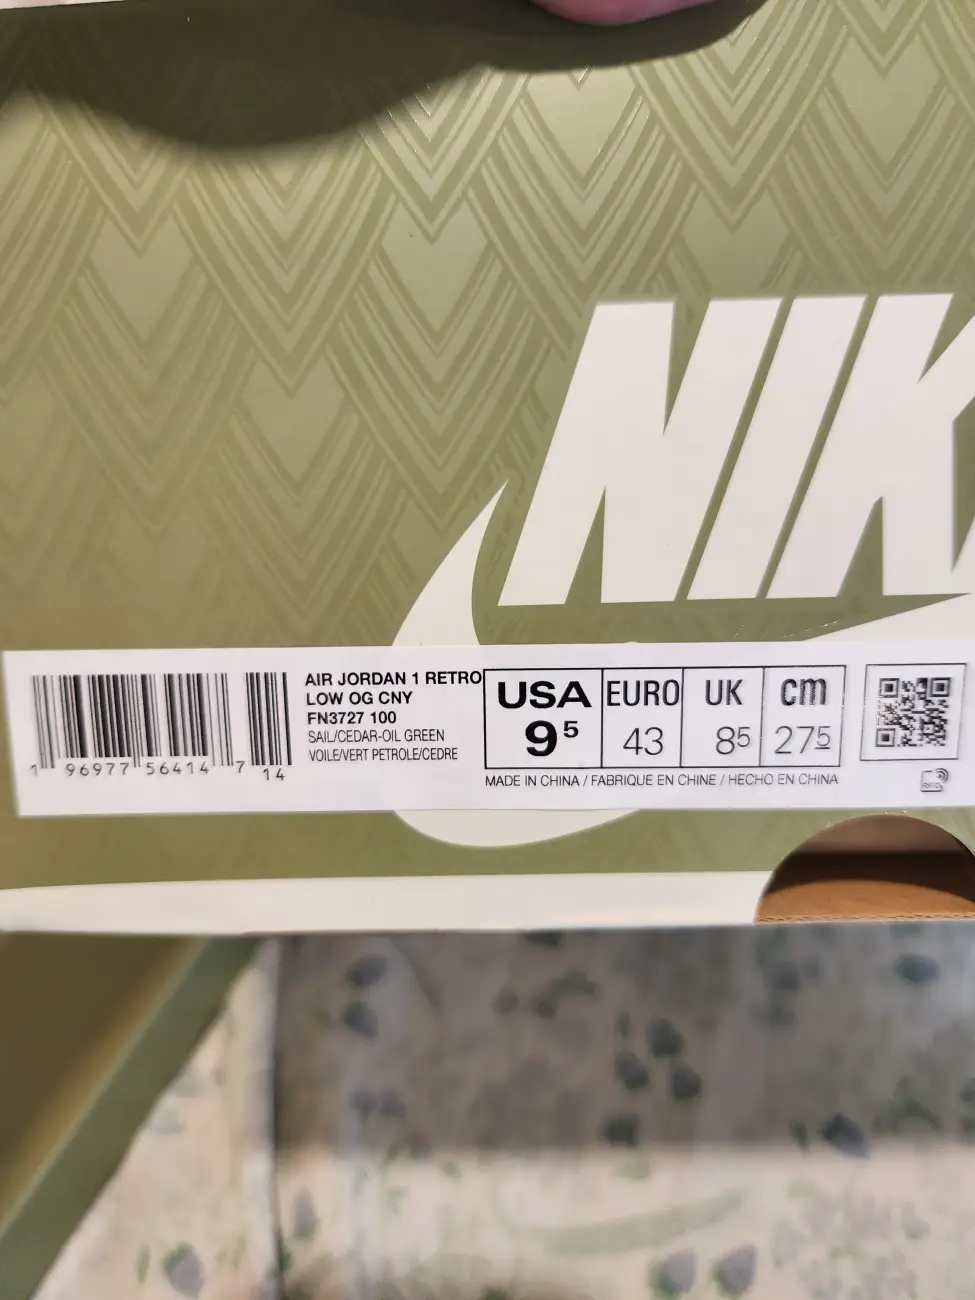 NIK
AIR JORDAN 1 RETRO
LOW OG CNY
FN3727 100
SAIL/CEDAR-OIL GREEN
VOILE/VERT PETROLE/CEDRE
1 96977 56414 7
14
USA EURO UK cm
9⁵ 43 8⁵ 27⁵
MADE IN CHINA / FABRIQUE EN CHINE / HECHO EN CHINA
RFID